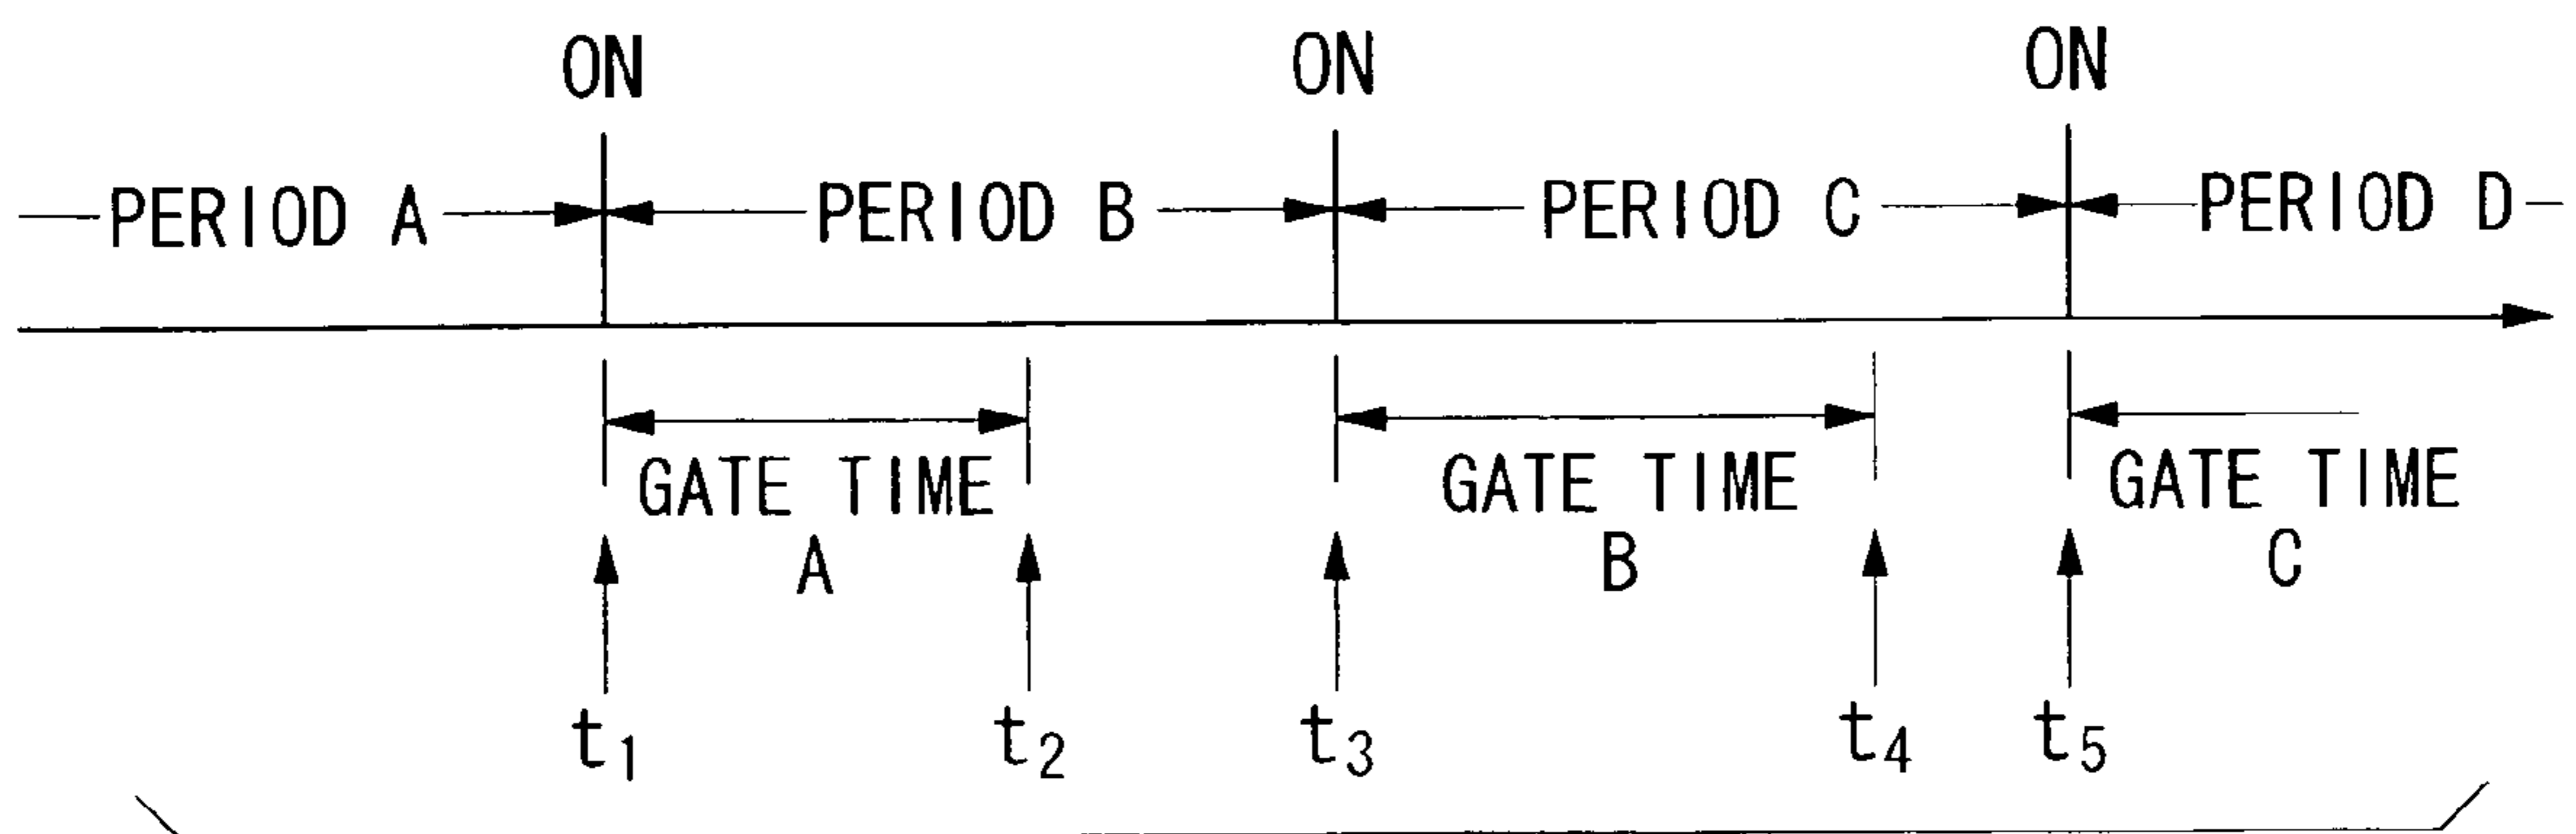 ON ON ON
PERIOD A PERIOD B PERIOD C PERIOD D
GATE TIME GATE TIME GATE TIME
A B C
t1 t2 t3 t4 t5